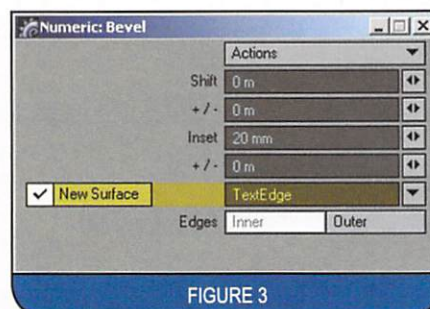 Numeric: Bevel
Actions
Shift 0 m
+ / - 0 m
Inset 20 mm
+ / - 0 m
New Surface TextEdge
Edges Inner Outer
FIGURE 3